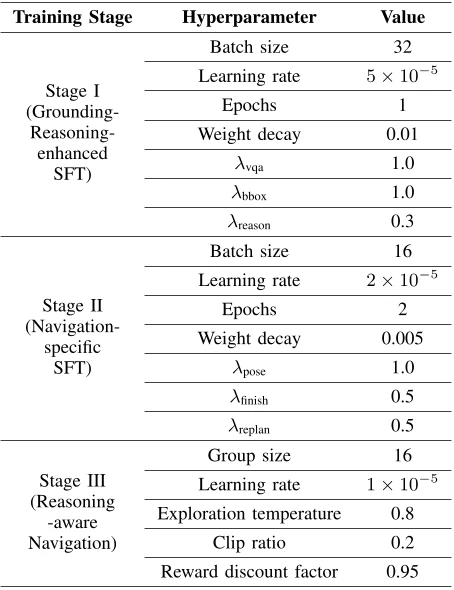 Training Stage Hyperparameter Value
Stage I
(Grounding-
Reasoning-
enhanced
SFT)
Batch size 32
Learning rate 5 × 10⁻⁵
Epochs 1
Weight decay 0.01
λvqa 1.0
λbbox 1.0
λreason 0.3
Stage II
(Navigation-
specific
SFT)
Batch size 16
Learning rate 2 × 10⁻⁵
Epochs 2
Weight decay 0.005
λpose 1.0
λfinish 0.5
λreplan 0.5
Stage III
(Reasoning
-aware
Navigation)
Group size 16
Learning rate 1 × 10⁻⁵
Exploration temperature 0.8
Clip ratio 0.2
Reward discount factor 0.95